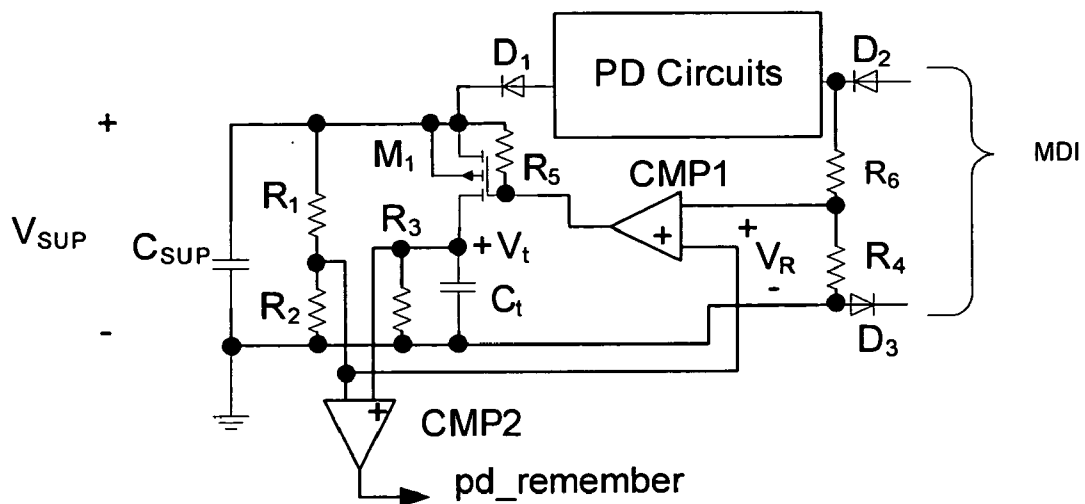 D1
PD Circuits
D2
+
M1
R5
CMP1
R6
MDI
R1
R3
VSUP
CSUP
+ Vt
+
+
VR
R4
R2
Ct
-
-
D3
+
CMP2
pd_remember